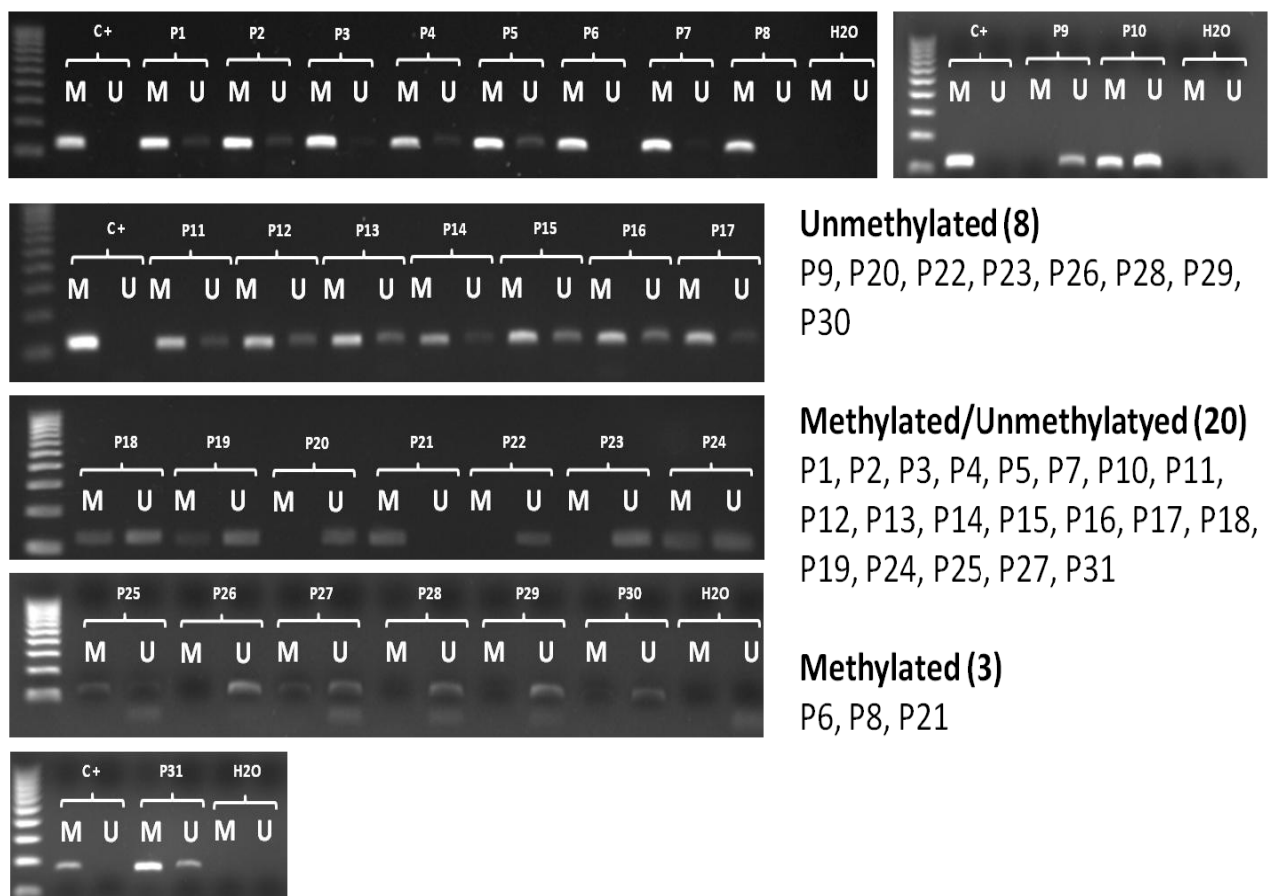 C+ P1 P2 P3 P4 P5 P6 P7 P8 H2O
M U M U M U M U M U M U M U M U M U M U
C+ P9 P10 H2O
M U M U M U M U
C+ P11 P12 P13 P14 P15 P16 P17
M U M U M U M U M U M U M U M U
Unmethylated (8)
P9, P20, P22, P23, P26, P28, P29,
P30
P18 P19 P20 P21 P22 P23 P24
M U M U M U M U M U M U M U
Methylated/Unmethylatyed (20)
P1, P2, P3, P4, P5, P7, P10, P11,
P12, P13, P14, P15, P16, P17, P18,
P19, P24, P25, P27, P31
P25 P26 P27 P28 P29 P30 H2O
M U M U M U M U M U M U M U
Methylated (3)
P6, P8, P21
C+ P31 H2O
M U M U M U